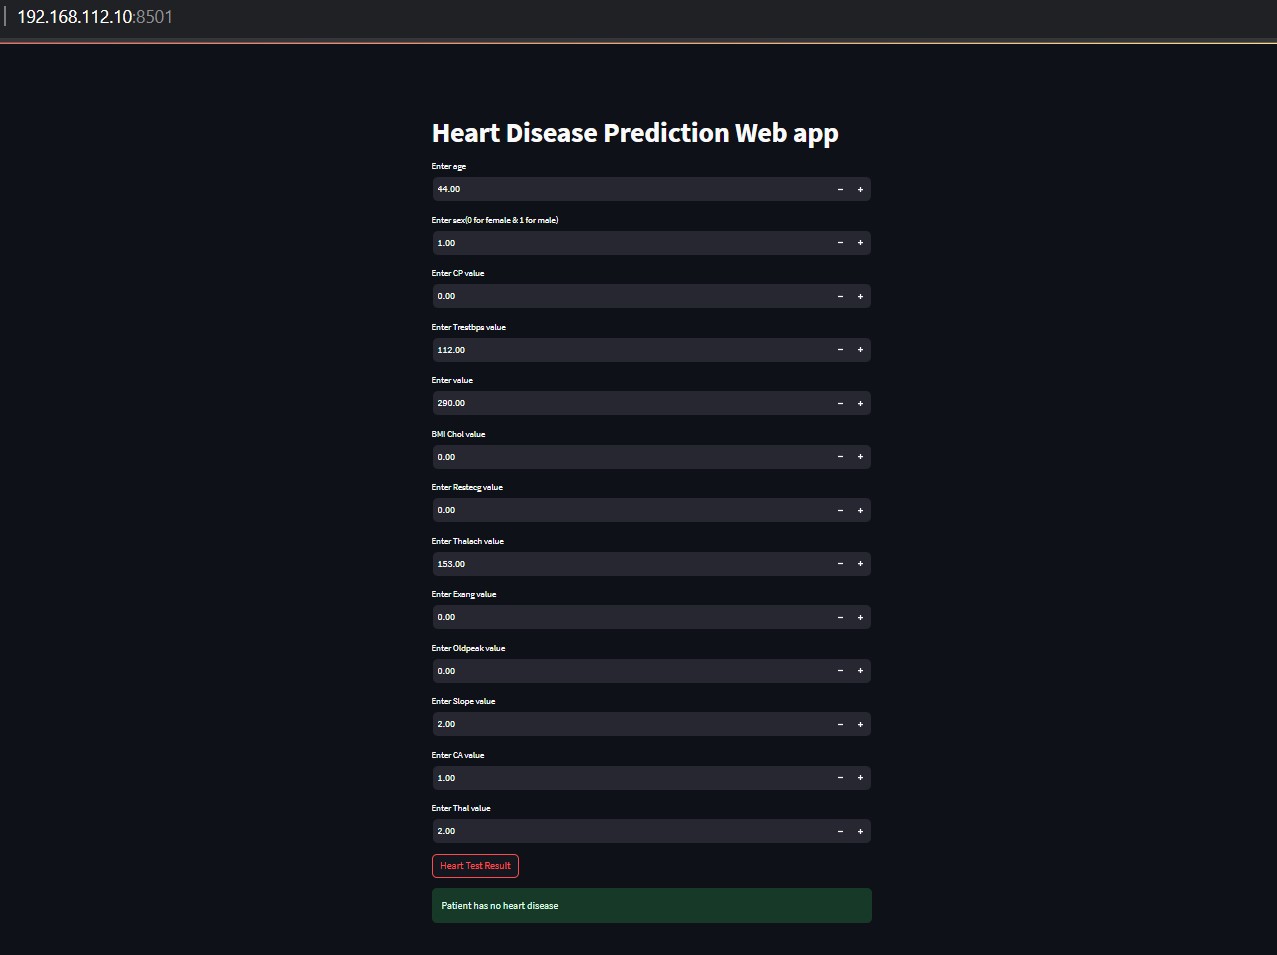 192.168.112.10:8501
Heart Disease Prediction Web app
Enter age
44.00
Enter sex(0 for female & 1 for male)
1.00
Enter CP value
0.00
Enter Trestbps value
112.00
Enter value
290.00
BMI Chol value
0.00
Enter Restecg value
0.00
Enter Thalach value
153.00
Enter Exang value
0.00
Enter Oldpeak value
0.00
Enter Slope value
2.00
Enter CA value
1.00
Enter Thal value
2.00
Heart Test Result
Patient has no heart disease